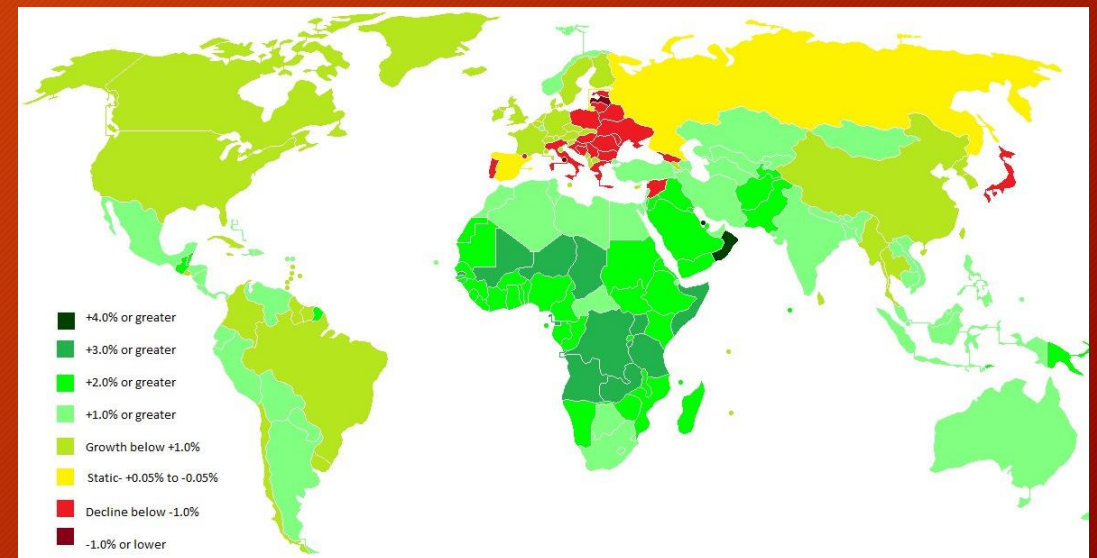 +4.0% or greater
+3.0% or greater
+2.0% or greater
+1.0% or greater
Growth below +1.0%
Static- +0.05% to -0.05%
Decline below -1.0%
-1.0% or lower